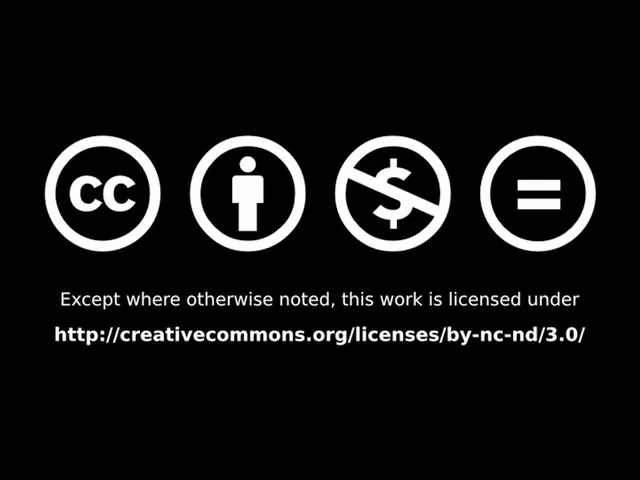 cc
$
=
Except where otherwise noted, this work is licensed under
http://creativecommons.org/licenses/by-nc-nd/3.0/